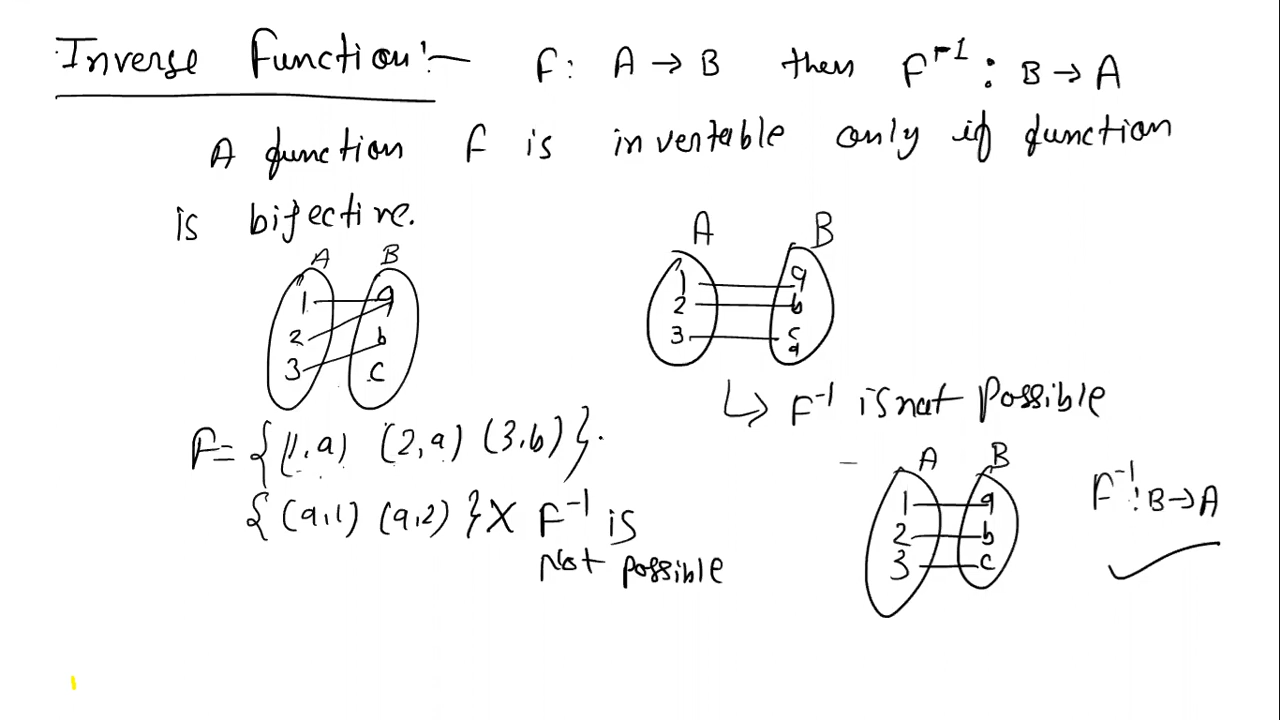 Inverse Function:- F: A → B then F⁻¹: B → A
A function F is invertable only if function
is bijective.
A B
1 a
2 b
3 c
A B
1 a
2 b
3 c
d
↳ F⁻¹ is not Possible
F= {(1,a) (2,a) (3,b)}.
{(a,1) (a,2)} X F⁻¹ is
Not possible
A B
1 a
2 b
3 c
F⁻¹: B→A